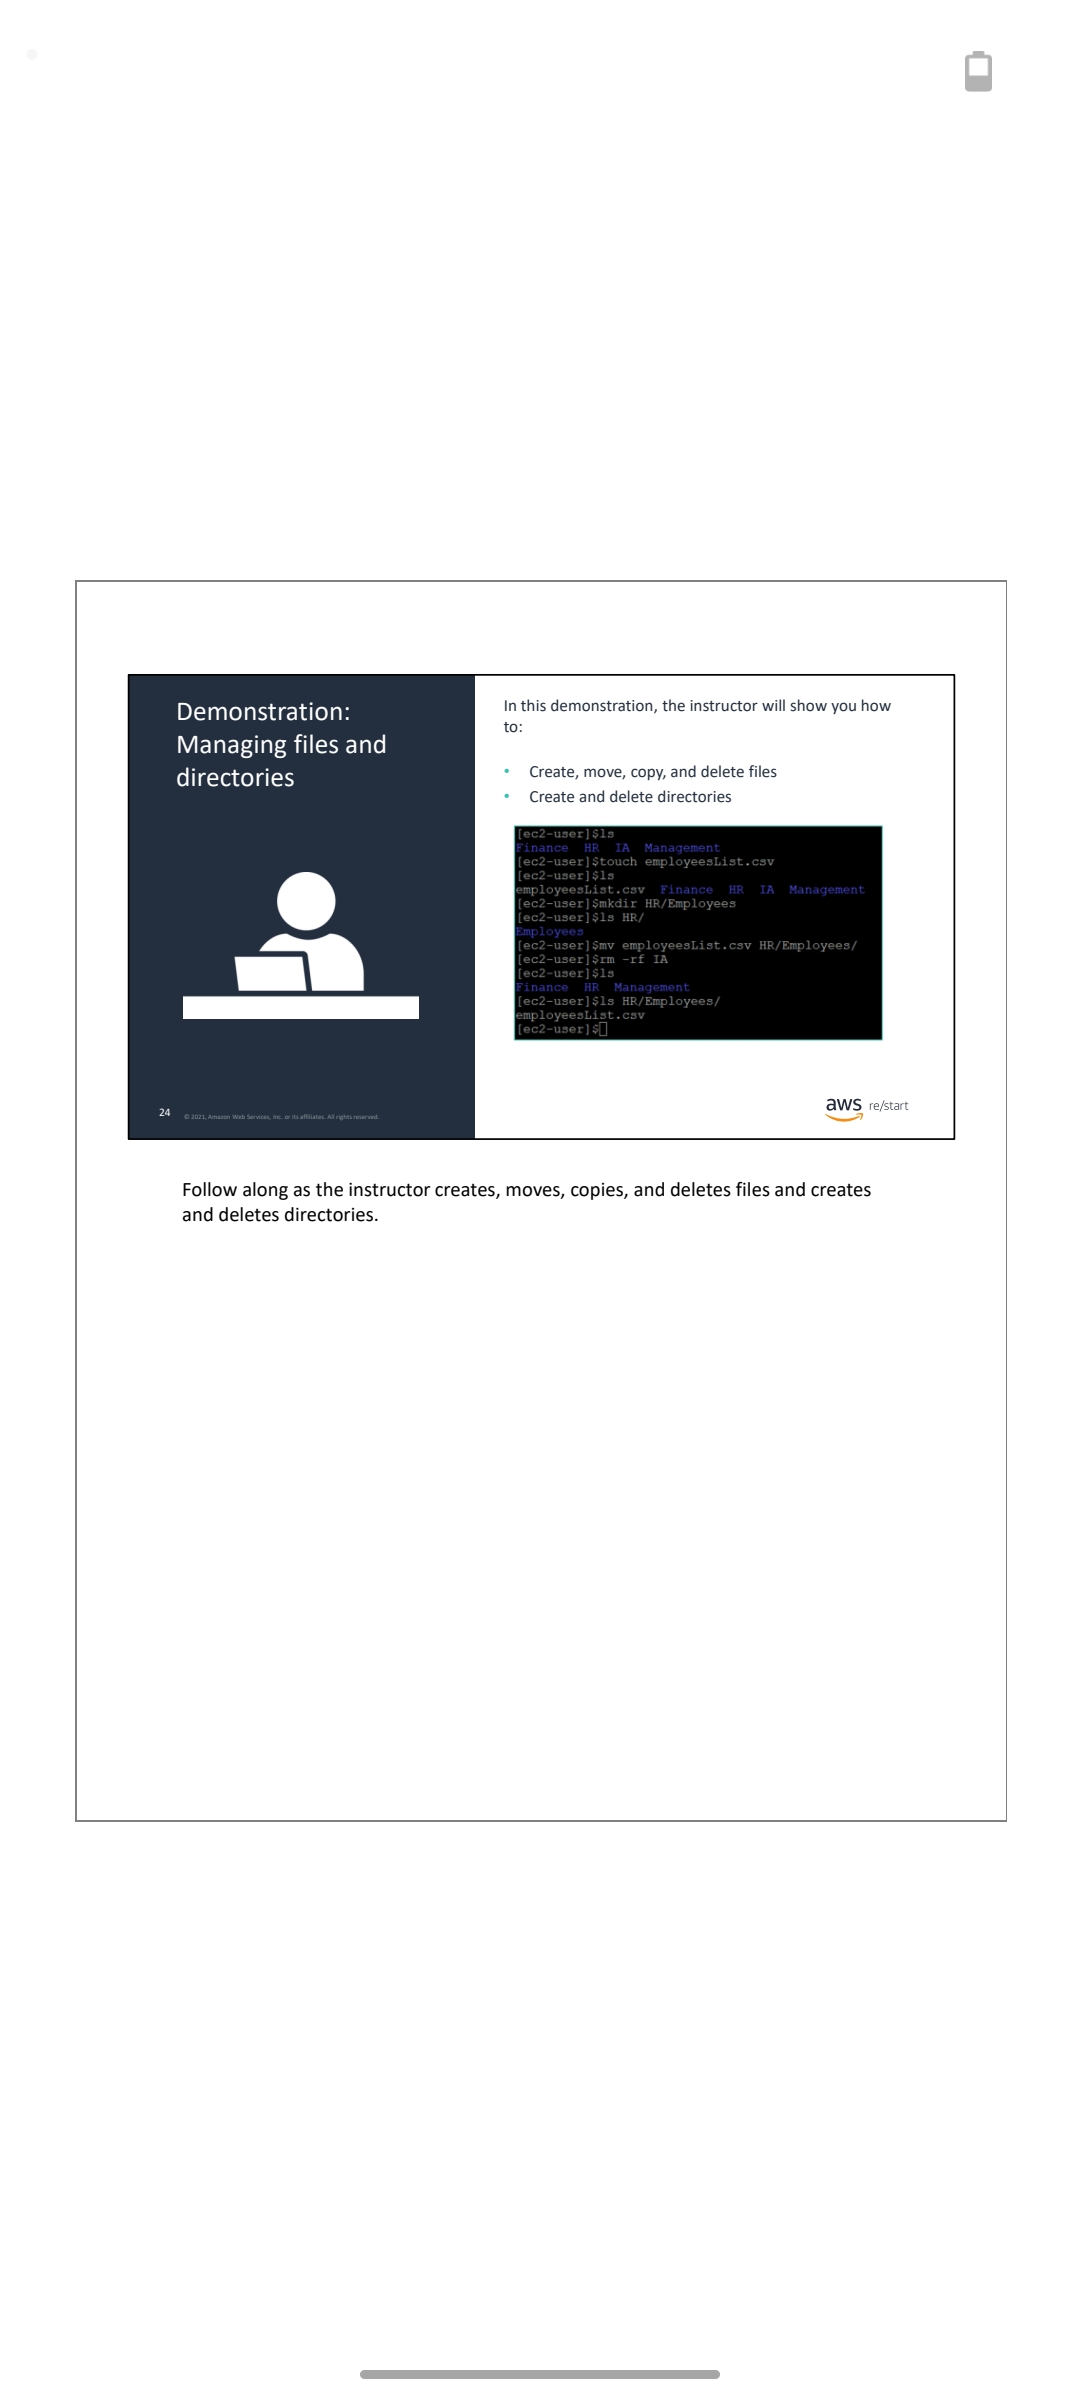 Demonstration:
Managing files and
directories
In this demonstration, the instructor will show you how
to:
• Create, move, copy, and delete files
• Create and delete directories
[ec2-user]$ls
Finance HR IA Management
[ec2-user]$touch employeesList.csv
[ec2-user]$ls
employeesList.csv Finance HR IA Management
[ec2-user]$mkdir HR/Employees
[ec2-user]$ls HR/
Employees
[ec2-user]$mv employeesList.csv HR/Employees/
[ec2-user]$rm -rf IA
[ec2-user]$ls
Finance HR Management
[ec2-user]$ls HR/Employees/
employeesList.csv
[ec2-user]$
24
© 2021, Amazon Web Services, Inc. or its affiliates. All rights reserved.
aws re/start
Follow along as the instructor creates, moves, copies, and deletes files and creates
and deletes directories.